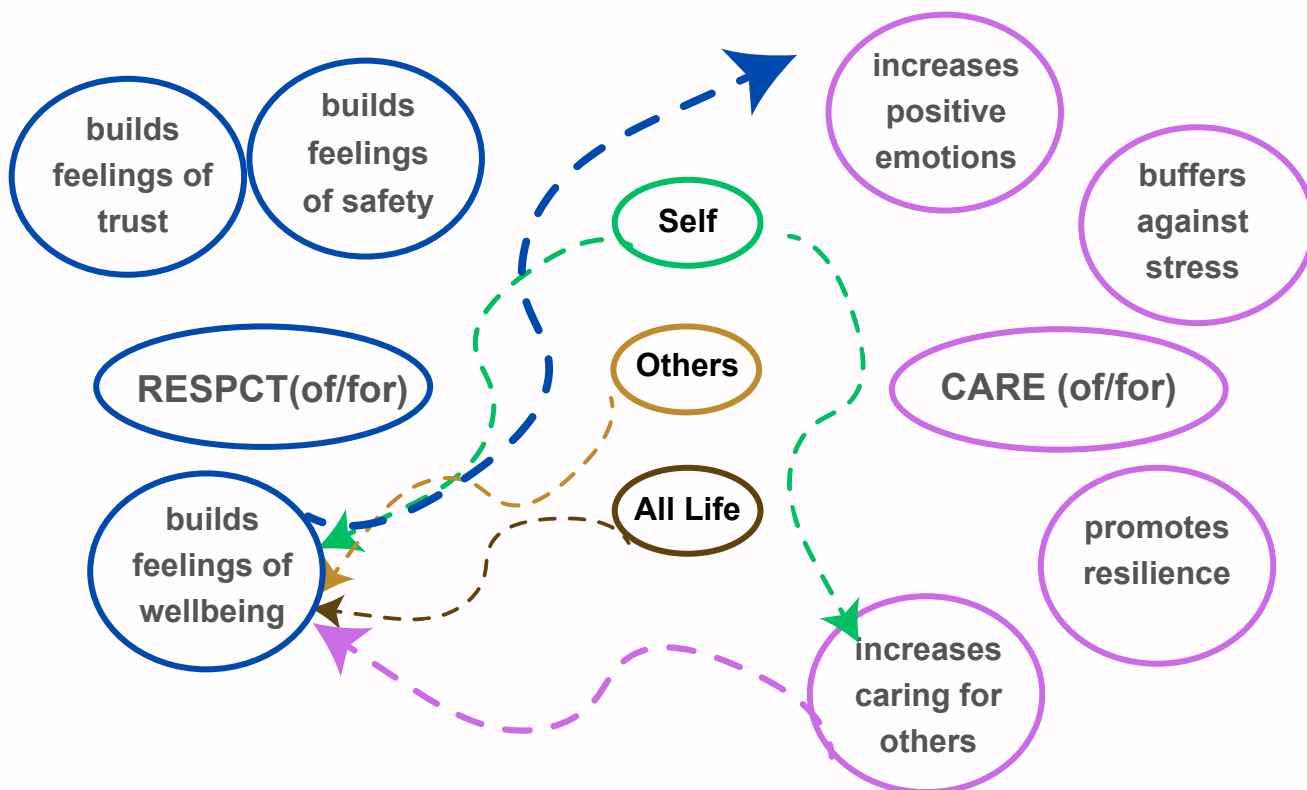 builds
feelings of
trust
builds
feelings
of safety
increases
positive
emotions
buffers
against
stress
Self
Others
All Life
RESPCT(of/for)
CARE (of/for)
builds
feelings of
wellbeing
promotes
resilience
increases
caring for
others